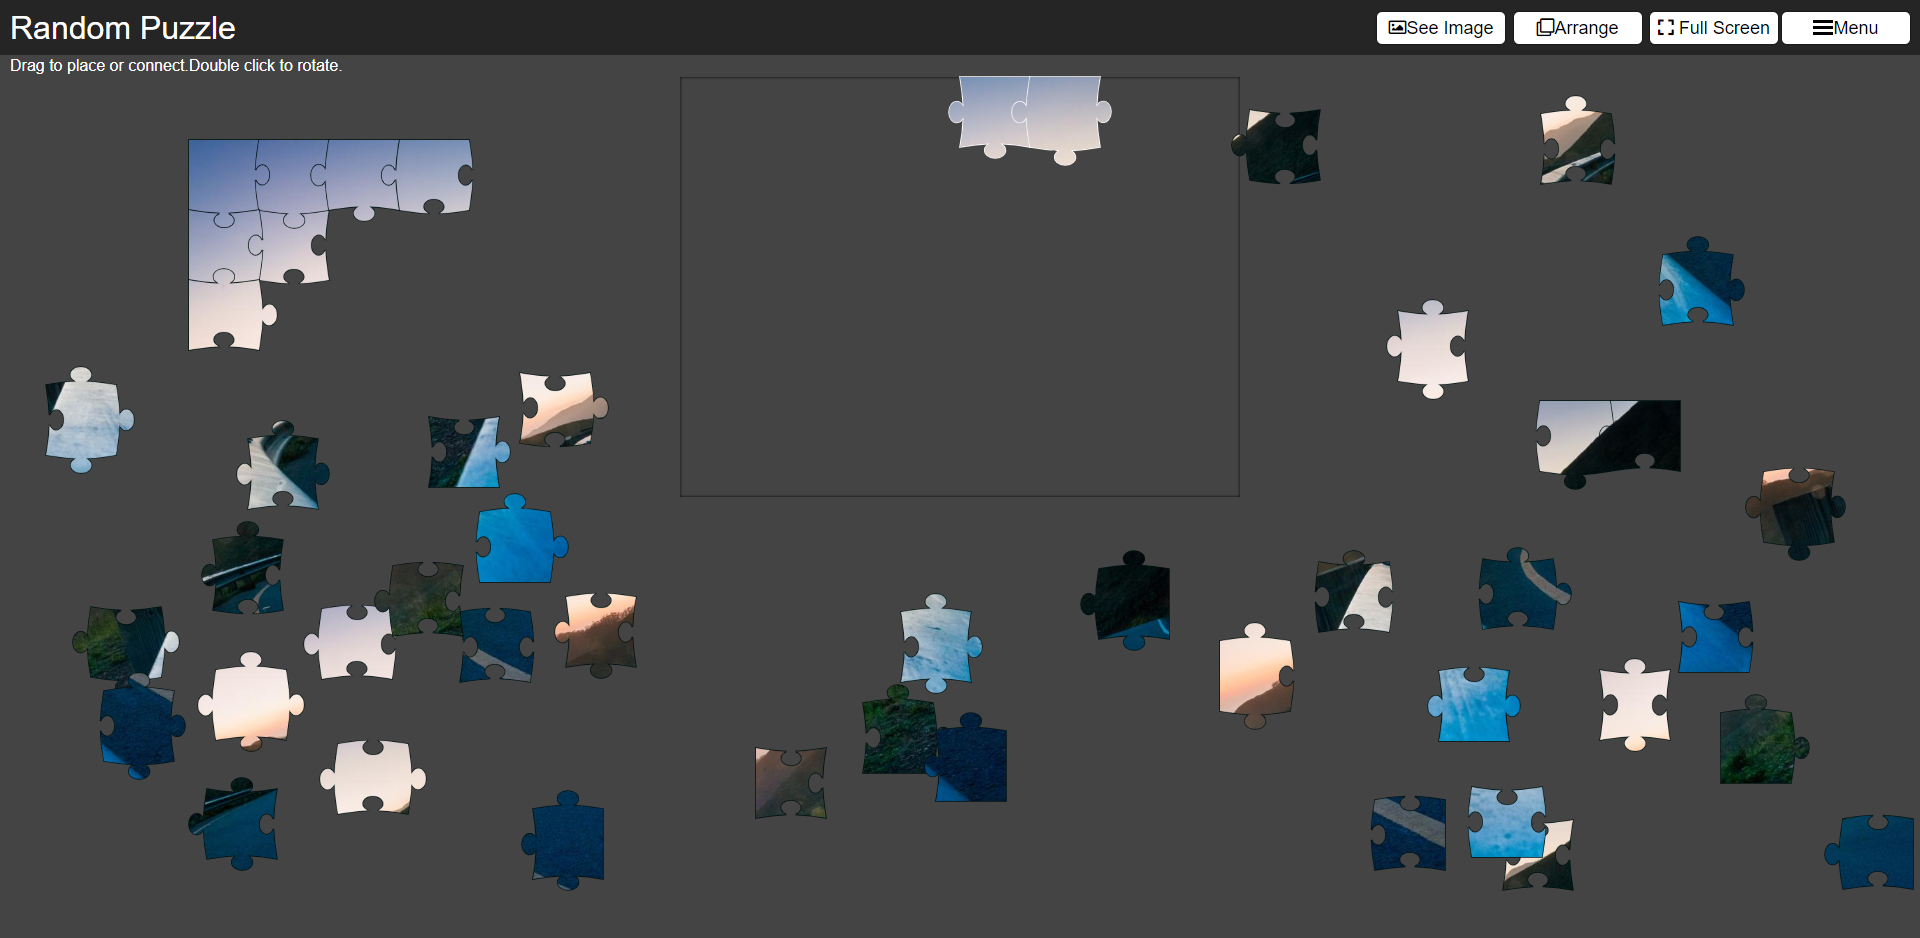 Random Puzzle
See Image
Arrange
Full Screen
Menu
Drag to place or connect.Double click to rotate.